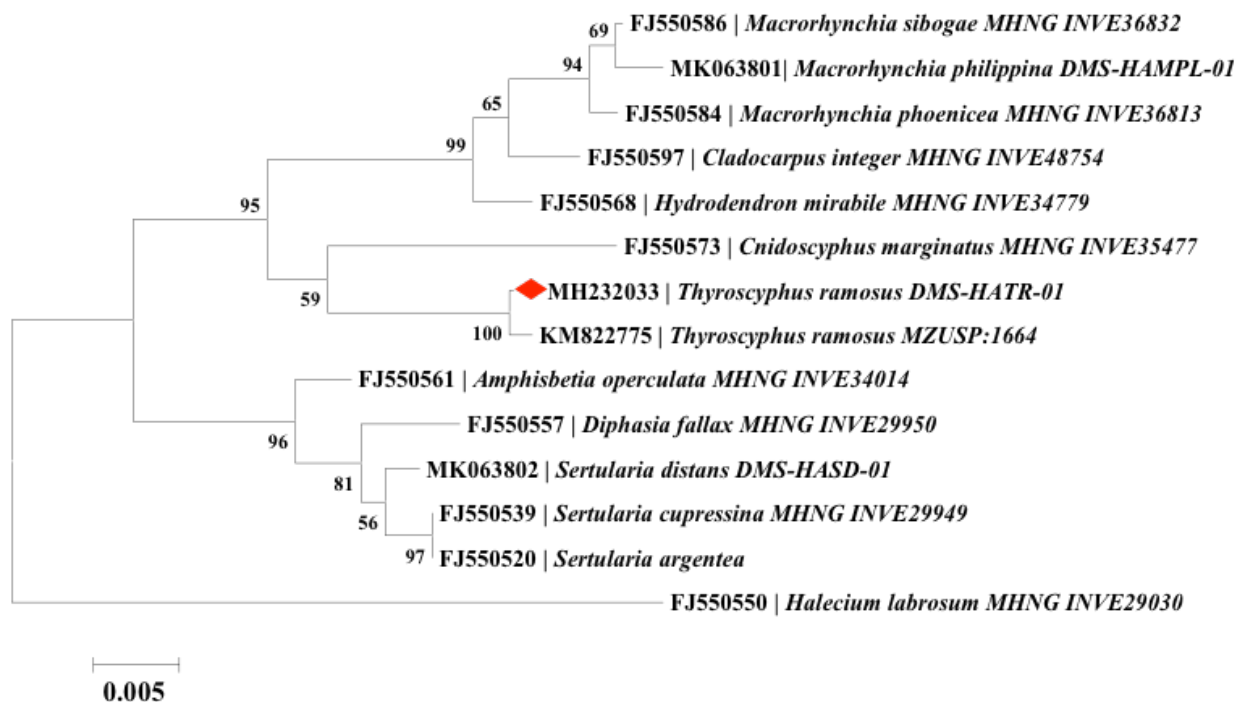 69
FJ550586 | Macrorhynchia sibogae MHNG INVE36832
94
MK063801| Macrorhynchia philippina DMS-HAMPL-01
65
FJ550584 | Macrorhynchia phoenicea MHNG INVE36813
99
FJ550597 | Cladocarpus integer MHNG INVE48754
95
FJ550568 | Hydrodendron mirabile MHNG INVE34779
FJ550573 | Cnidoscyphus marginatus MHNG INVE35477
59
MH232033 | Thyroscyphus ramosus DMS-HATR-01
100
KM822775 | Thyroscyphus ramosus MZUSP:1664
FJ550561 | Amphisbetia operculata MHNG INVE34014
96
FJ550557 | Diphasia fallax MHNG INVE29950
81
MK063802 | Sertularia distans DMS-HASD-01
56
FJ550539 | Sertularia cupressina MHNG INVE29949
97
FJ550520 | Sertularia argentea
FJ550550 | Halecium labrosum MHNG INVE29030
0.005